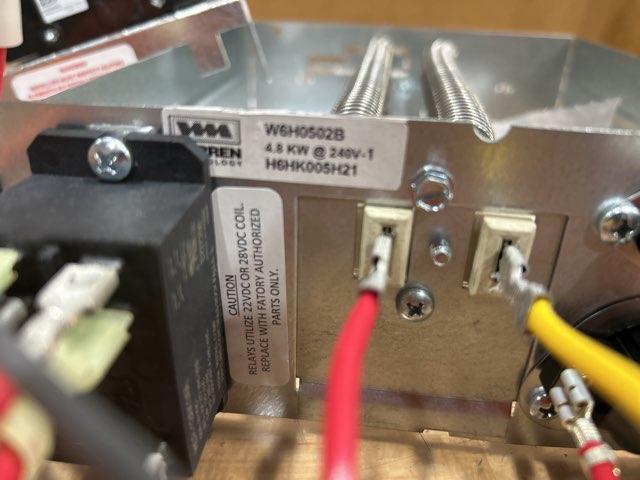 W6H0502B
4.8 KW @ 240V-1
H6HK005H21
CAUTION
RELAYS UTILIZE 22VDC OR 28VDC COIL.
REPLACE WITH FATORY AUTHORIZED
PARTS ONLY.